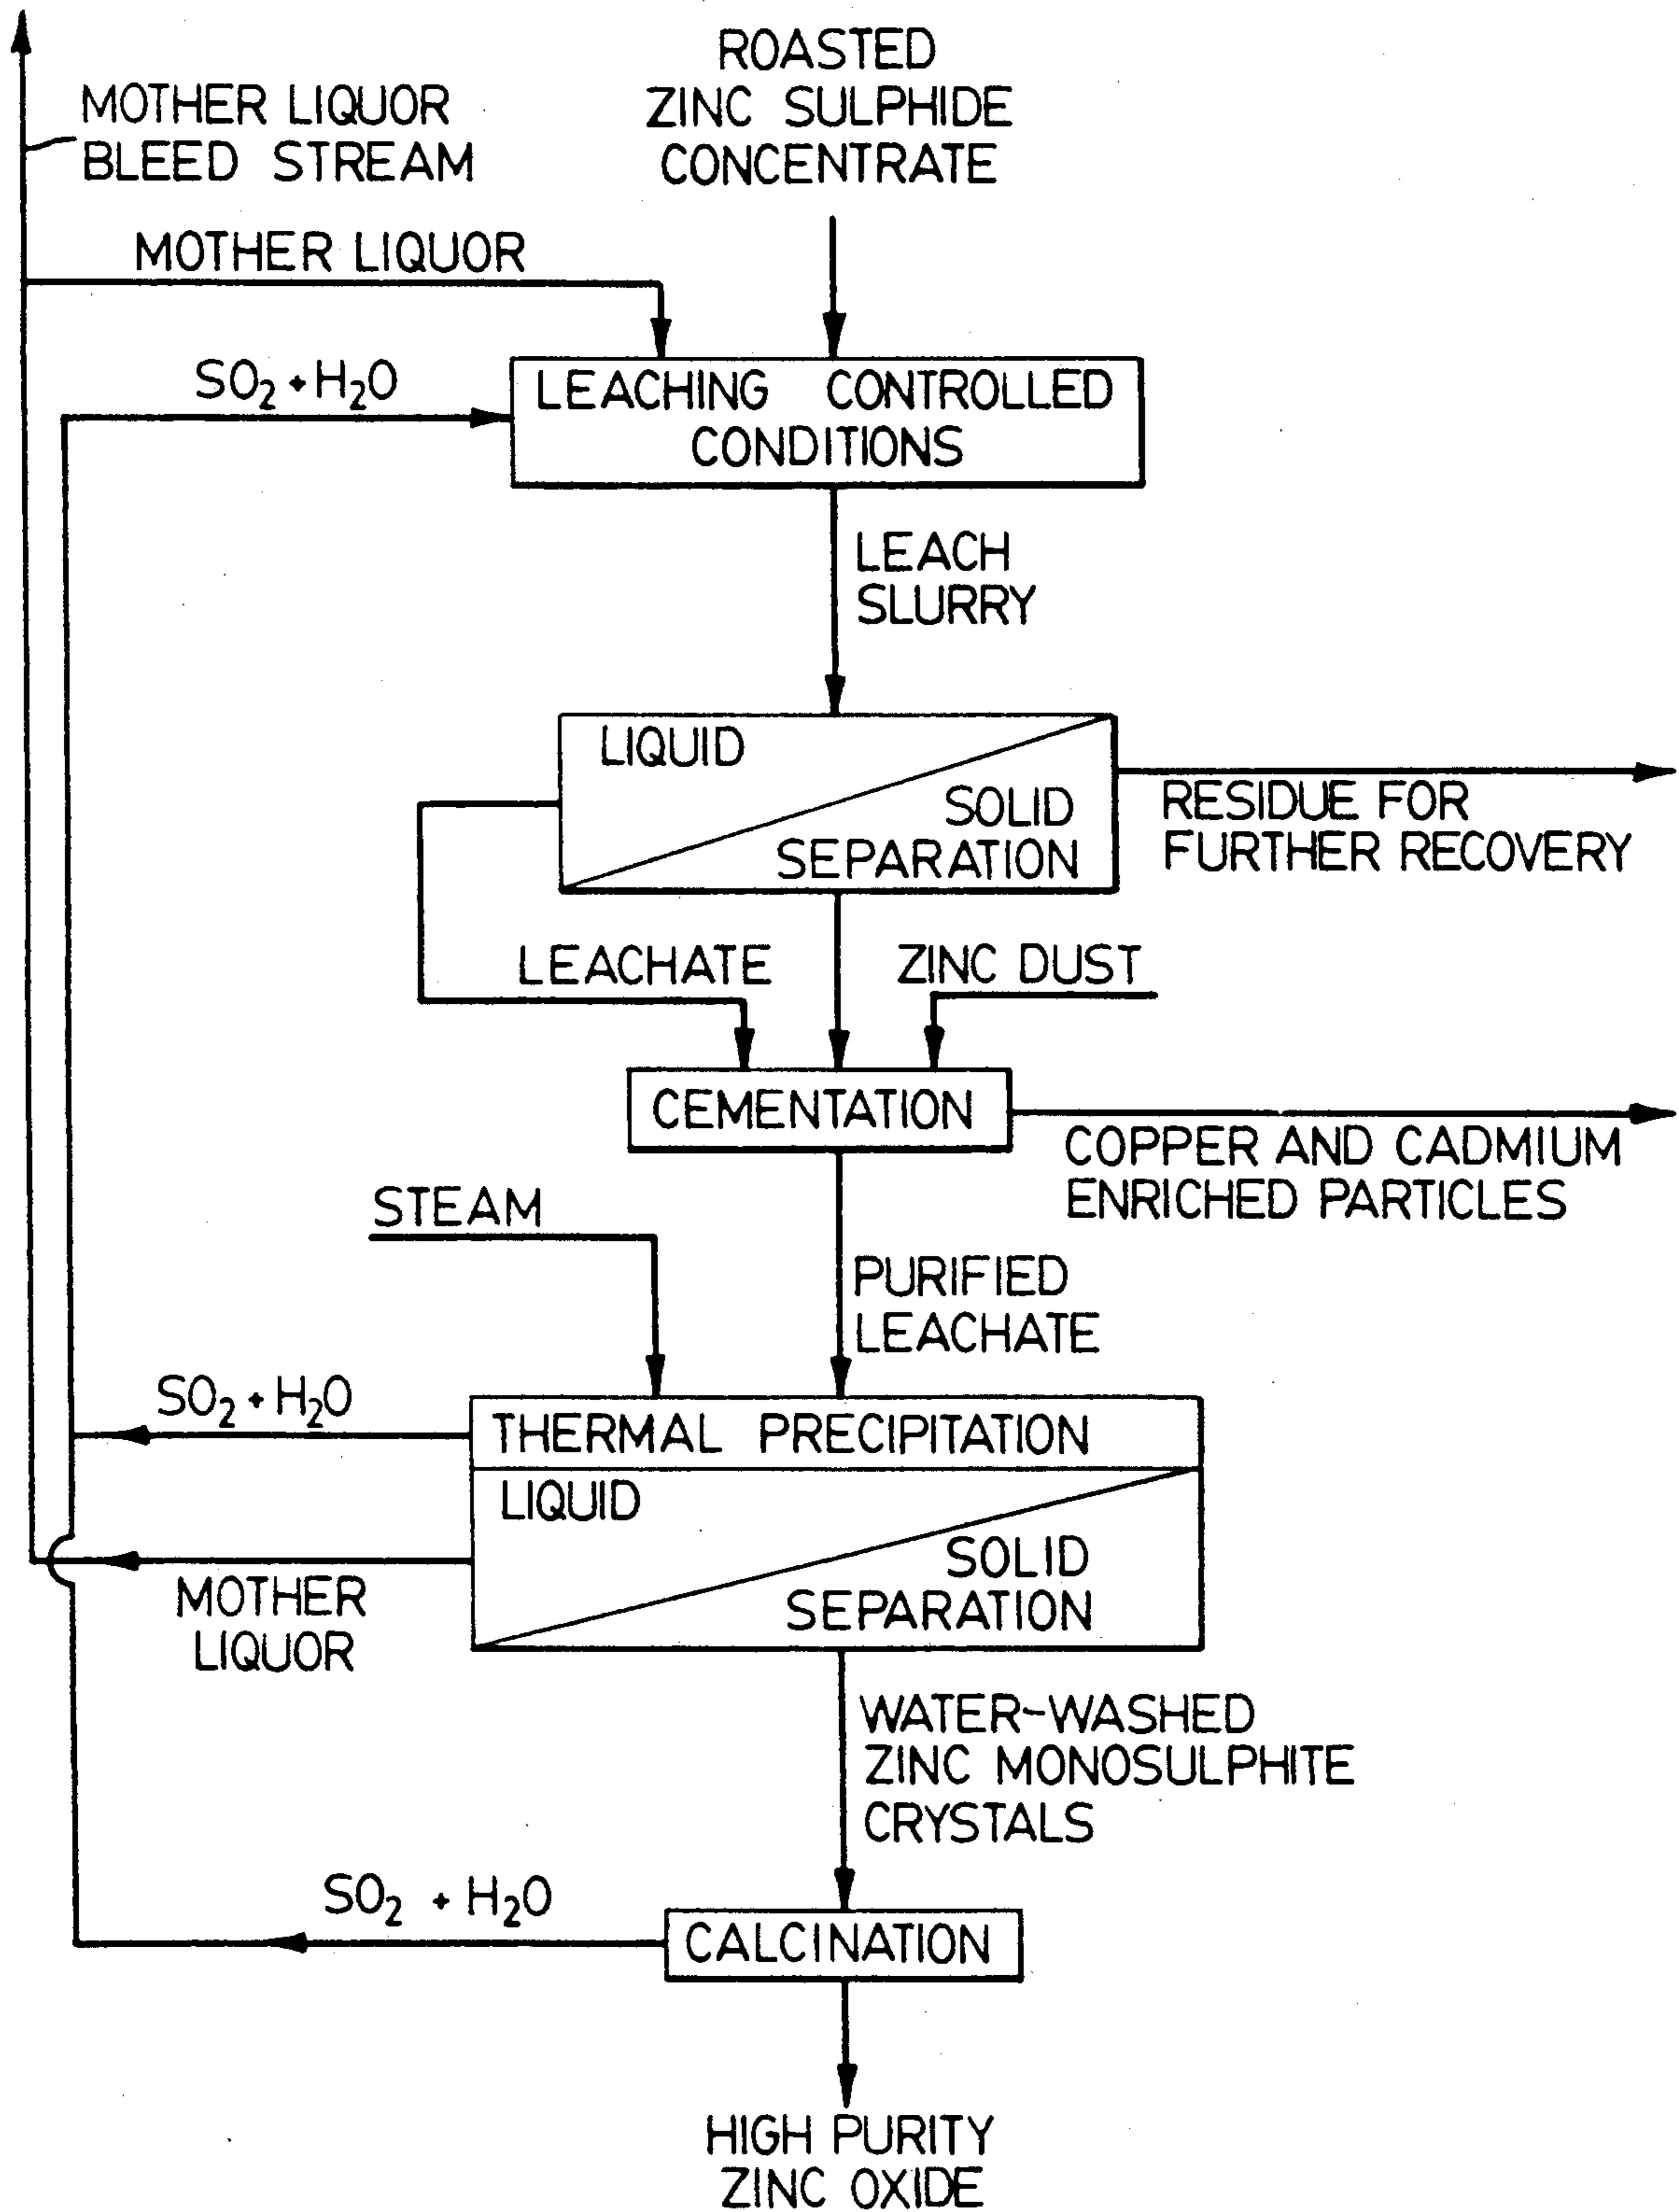 ROASTED
ZINC SULPHIDE
CONCENTRATE
MOTHER LIQUOR
BLEED STREAM
MOTHER LIQUOR
SO₂ + H₂O
LEACHING CONTROLLED
CONDITIONS
LEACH
SLURRY
LIQUID
SOLID
SEPARATION
RESIDUE FOR
FURTHER RECOVERY
LEACHATE
ZINC DUST
CEMENTATION
COPPER AND CADMIUM
ENRICHED PARTICLES
STEAM
PURIFIED
LEACHATE
SO₂ + H₂O
THERMAL PRECIPITATION
LIQUID
SOLID
SEPARATION
MOTHER
LIQUOR
WATER-WASHED
ZINC MONOSULPHITE
CRYSTALS
SO₂ + H₂O
CALCINATION
HIGH PURITY
ZINC OXIDE